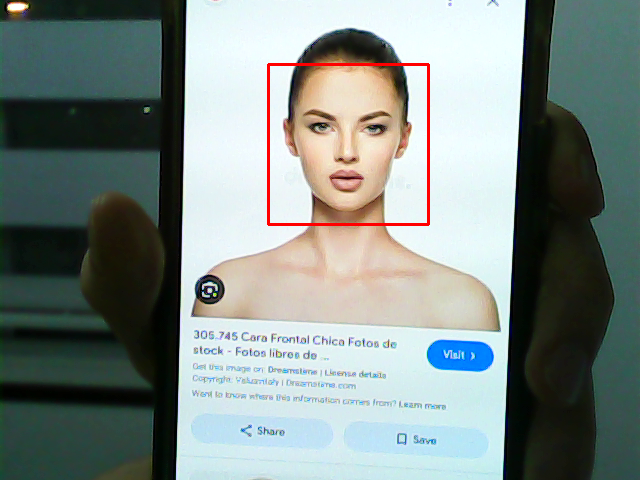 305.745 Cara Frontal Chica Fotos de
stock - Fotos libres de ...
Visit
Get this image on: Dreamstime | License details
Copyright: | Dreamstime.com
Want to know where this information comes from? Learn more
Share
Save